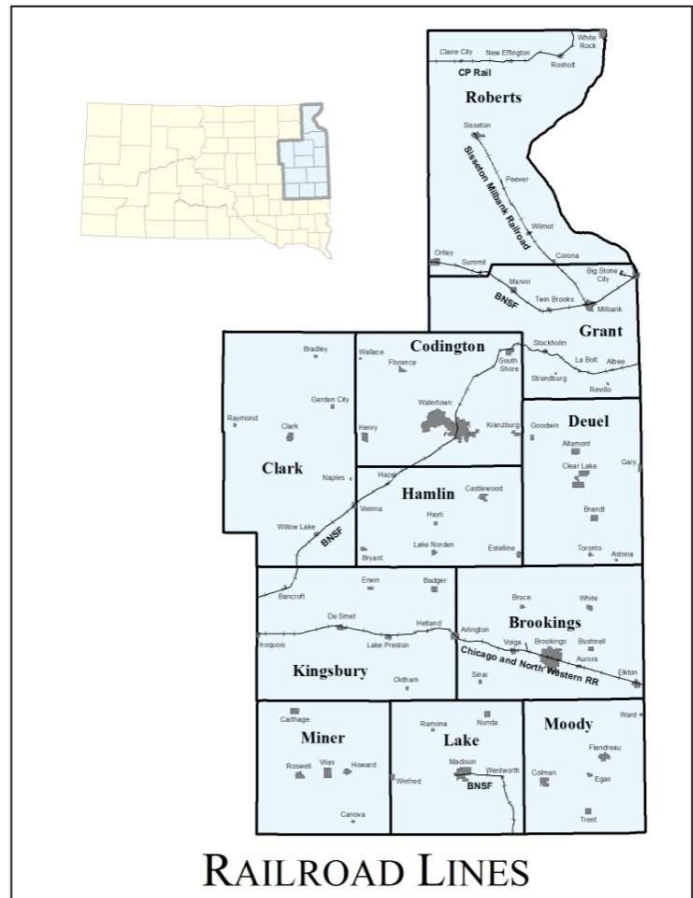 White
Rock
Claire City
New Effington
Rosholt
CP Rail
Roberts
Sisseton
Peever
Sisseton Milbank Railroad
Wilmot
Ortley
Summit
Corona
Big Stone
City
Marvin
BNSF
Twin Brooks
Milbank
Grant
Bradley
Wallace
Codington
Florence
South
Shore
Stockholm
La Bolt
Albee
Strandburg
Revillo
Garden City
Raymond
Clark
Watertown
Henry
Kranzburg
Goodwin
Deuel
Altamont
Clark
Clear Lake
Gary
Naples
Hazel
Hamlin
Castlewood
Vienna
Hayti
Brandt
Willow Lake
BNSF
Bryant
Lake Norden
Estelline
Toronto
Astoria
Bancroft
Erwin
Badger
Bruce
White
De Smet
Hetland
Arlington
Brookings
Volga
Brookings
Bushnell
Iroquois
Lake Preston
Chicago and North Western RR
Aurora
Elkton
Kingsbury
Oldham
Sinai
Carthage
Ramona
Nunda
Moody
Ward
Miner
Lake
Flandreau
Roswell
Vilas
Howard
Winfred
Madison
Wentworth
BNSF
Colman
Egan
Canova
Trent
RAILROAD LINES